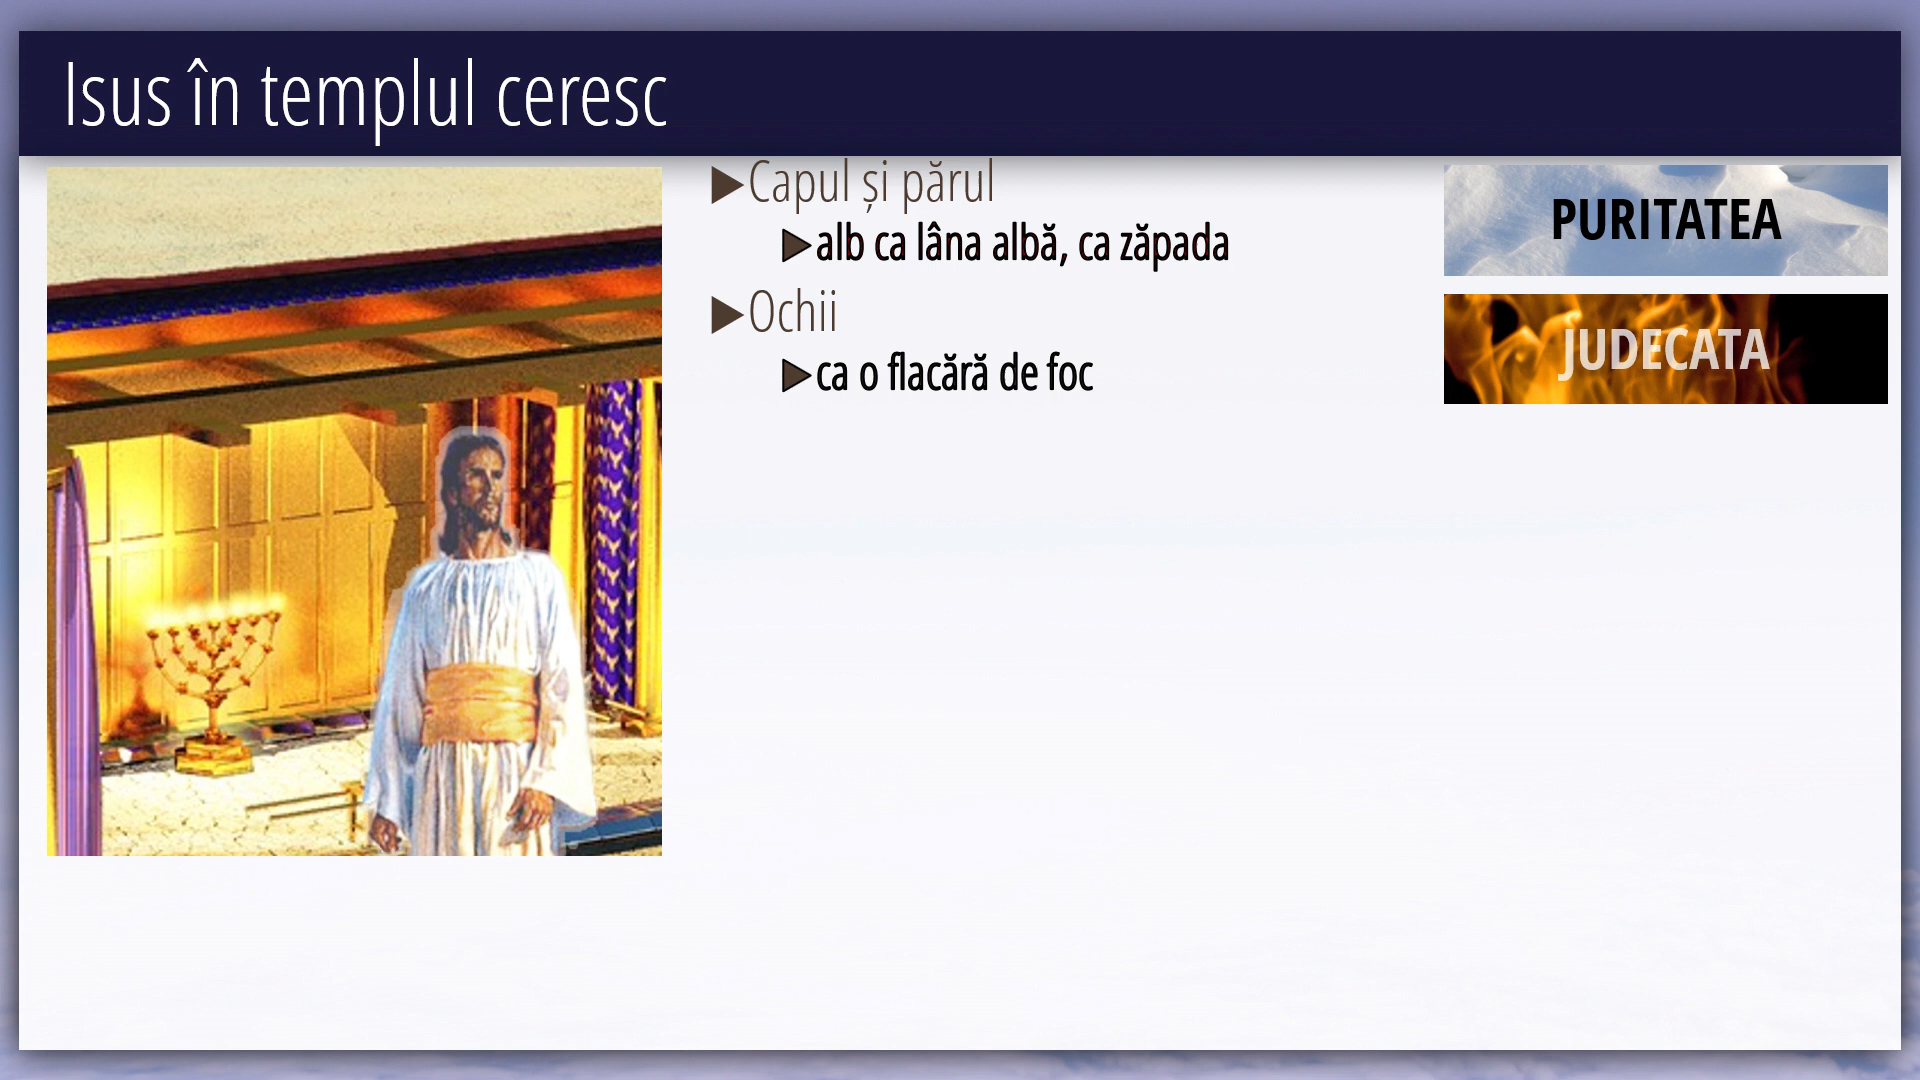 Isus în templul ceresc
Capul și părul
alb ca lâna albă, ca zăpada
PURITATEA
Ochii
ca o flacără de foc
JUDECATA